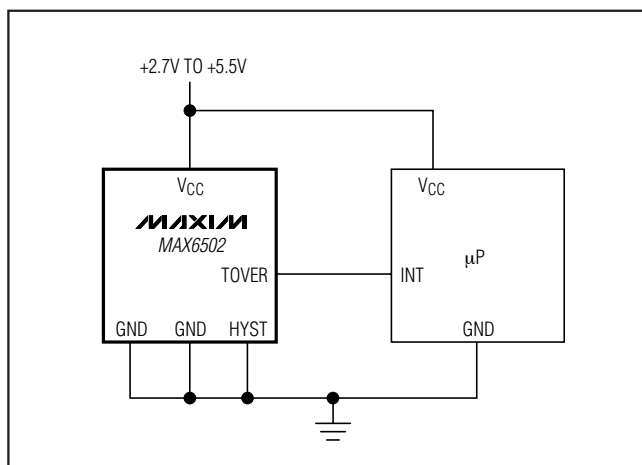 +2.7V TO +5.5V
VCC
VCC
MAXIM
MAX6502
µP
TOVER
INT
GND
GND
HYST
GND